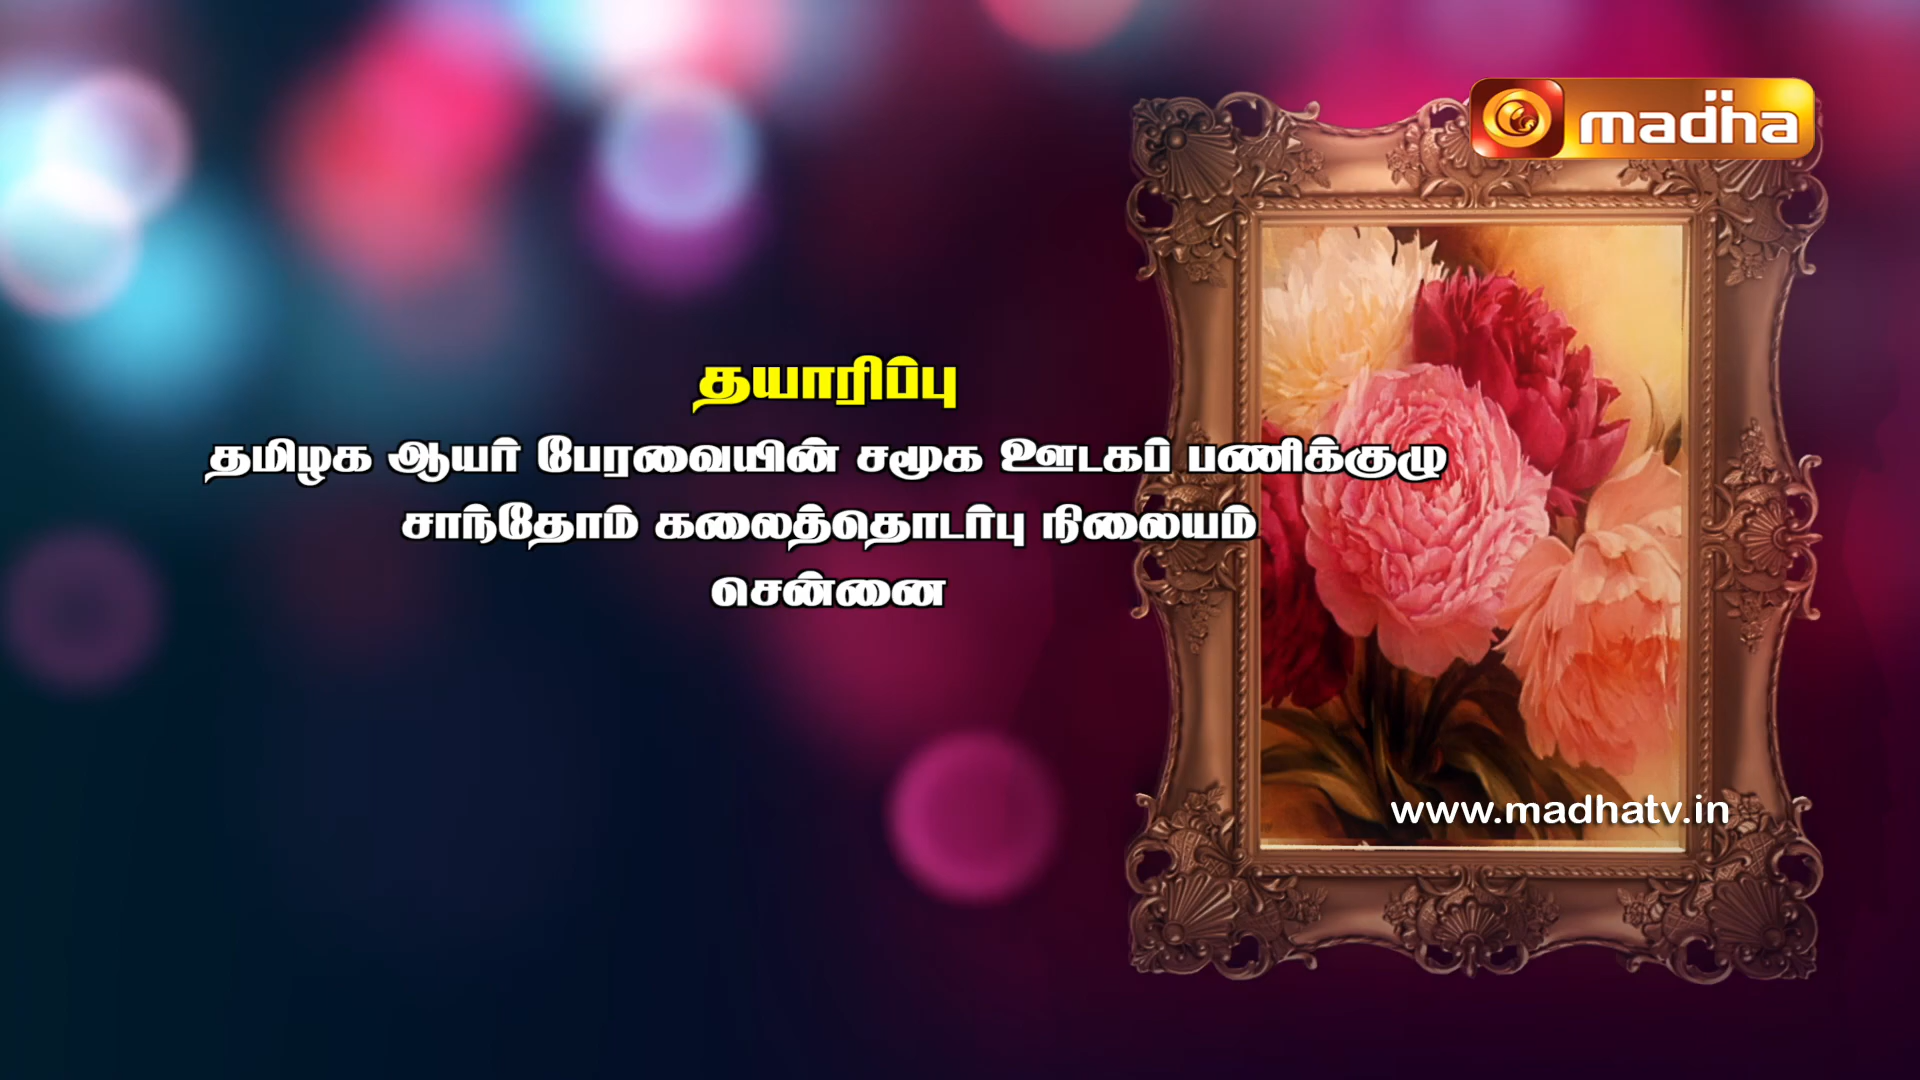 madha
தயாரிப்பு
தமிழக ஆயர் பேரவையின் சமூக ஊடகப் பணிக்குழு
சாந்தோம் கலைத்தொடர்பு நிலையம்
சென்னை
www.madhatv.in